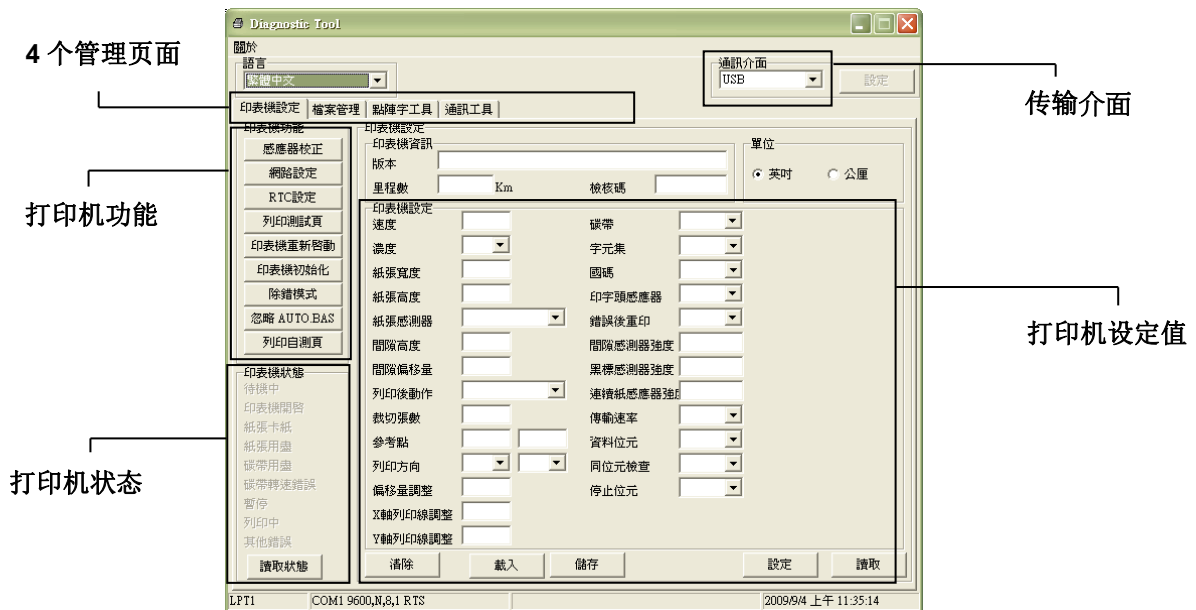 Diagnostic Tool
關於
4 个管理页面
語言
繁體中文
通訊介面
USB
設定
传输介面
印表機設定 檔案管理 點陣字工具 通訊工具
印表機功能
感應器校正
網路設定
RTC設定
列印測試頁
印表機重新啓動
印表機初始化
除錯模式
忽略 AUTO.BAS
列印自測頁
打印机功能
印表機狀態
待機中
印表機開啓
紙張卡紙
紙張用盡
碳帶用盡
碳帶轉速錯誤
暫停
列印中
其他錯誤
讀取狀態
打印机状态
印表機設定
印表機資訊
版本
里程數 Km 檢核碼
單位
英吋 公厘
印表機設定
速度 碳帶
濃度 字元集
紙張寬度 國碼
紙張高度 印字頭感應器
紙張感測器 錯誤後重印
間隙高度 間隙感測器強度
間隙偏移量 黑標感測器強度
列印後動作 連續紙感應器強度
裁切張數 傳輸速率
參考點 資料位元
列印方向 同位元檢查
偏移量調整 停止位元
X軸列印線調整
Y軸列印線調整
清除 載入 儲存 設定 讀取
打印机设定值
LPT1 COM1 9600,N,8,1 RTS 2009/9/4 上午 11:35:14